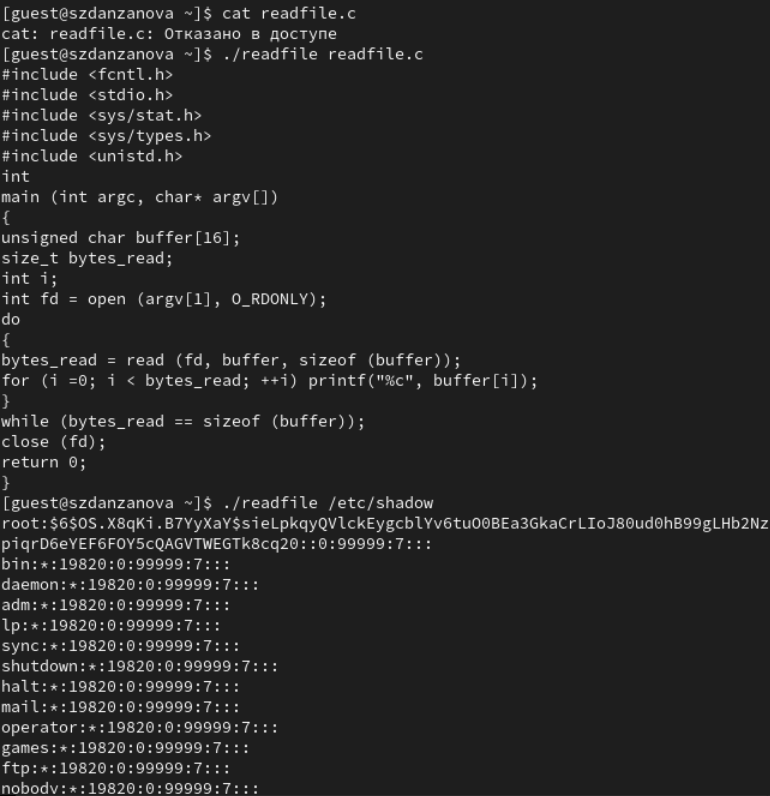 [guest@szdanzanova ~]$ cat readfile.c
cat: readfile.c: Отказано в доступе
[guest@szdanzanova ~]$ ./readfile readfile.c
#include <fcntl.h>
#include <stdio.h>
#include <sys/stat.h>
#include <sys/types.h>
#include <unistd.h>
int
main (int argc, char* argv[])
{
unsigned char buffer[16];
size_t bytes_read;
int i;
int fd = open (argv[1], O_RDONLY);
do
{
bytes_read = read (fd, buffer, sizeof (buffer));
for (i =0; i < bytes_read; ++i) printf("%c", buffer[i]);
}
while (bytes_read == sizeof (buffer));
close (fd);
return 0;
}
[guest@szdanzanova ~]$ ./readfile /etc/shadow
root:$6$OS.X8qKi.B7YyXaY$sieLpkqyQVlckEygcblYv6tuO0BEa3GkaCrLIoJ80ud0hB99gLHb2Nz
piqrD6eYEF6FOY5cQAGVTWEGTk8cq20::0:99999:7:::
bin:*:19820:0:99999:7:::
daemon:*:19820:0:99999:7:::
adm:*:19820:0:99999:7:::
lp:*:19820:0:99999:7:::
sync:*:19820:0:99999:7:::
shutdown:*:19820:0:99999:7:::
halt:*:19820:0:99999:7:::
mail:*:19820:0:99999:7:::
operator:*:19820:0:99999:7:::
games:*:19820:0:99999:7:::
ftp:*:19820:0:99999:7:::
nobody:*:19820:0:99999:7:::